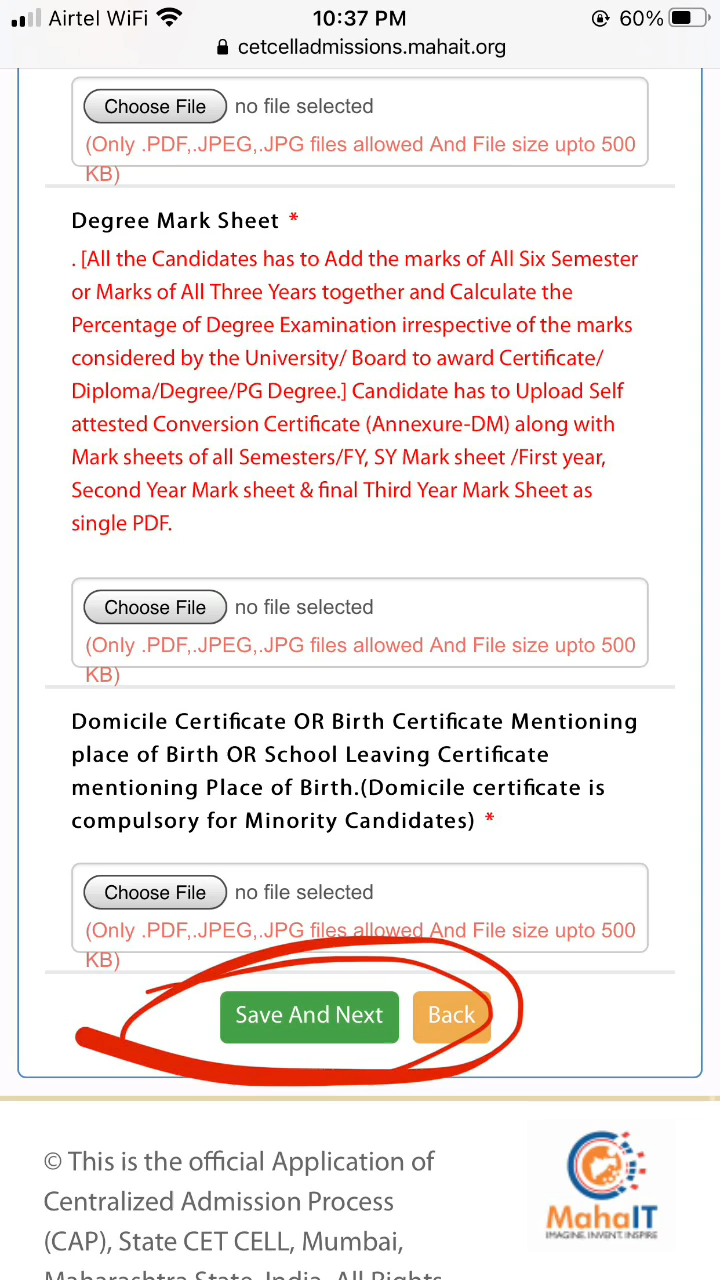 Airtel WiFi 10:37 PM 60%
cetcelladmissions.mahait.org
Choose File no file selected
(Only .PDF,.JPEG,.JPG files allowed And File size upto 500
KB)
Degree Mark Sheet *
. [All the Candidates has to Add the marks of All Six Semester
or Marks of All Three Years together and Calculate the
Percentage of Degree Examination irrespective of the marks
considered by the University/ Board to award Certificate/
Diploma/Degree/PG Degree.] Candidate has to Upload Self
attested Conversion Certificate (Annexure-DM) along with
Mark sheets of all Semesters/FY, SY Mark sheet /First year,
Second Year Mark sheet & final Third Year Mark Sheet as
single PDF.
Choose File no file selected
(Only .PDF,.JPEG,.JPG files allowed And File size upto 500
KB)
Domicile Certificate OR Birth Certificate Mentioning
place of Birth OR School Leaving Certificate
mentioning Place of Birth.(Domicile certificate is
compulsory for Minority Candidates) *
Choose File no file selected
(Only .PDF,.JPEG,.JPG files allowed And File size upto 500
KB)
Save And Next Back
© This is the official Application of
Centralized Admission Process
(CAP), State CET CELL, Mumbai,
Maharashtra State, India. All Rights
MahaIT
IMAGINE. INVENT. INSPIRE